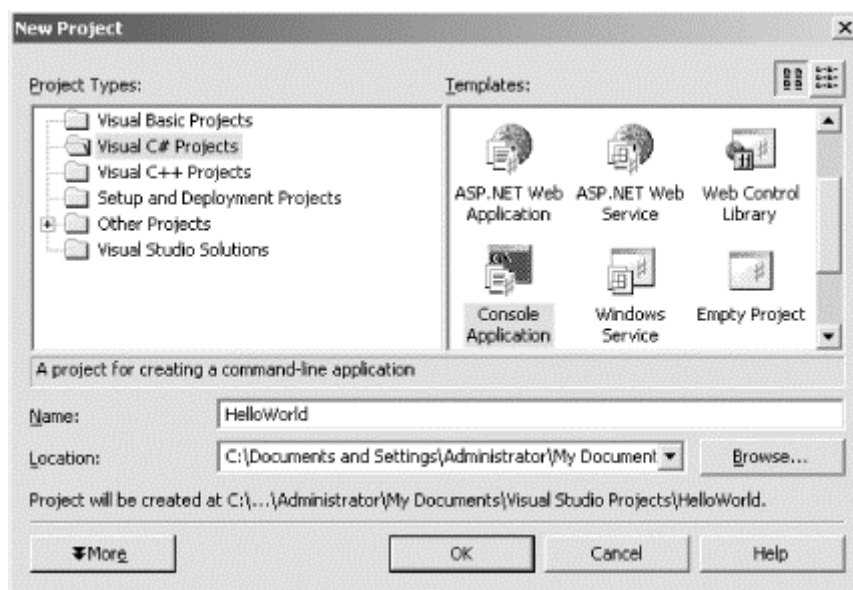 New Project
Project Types:
Templates:
Visual Basic Projects
Visual C# Projects
Visual C++ Projects
Setup and Deployment Projects
Other Projects
Visual Studio Solutions
ASP.NET Web Application
ASP.NET Web Service
Web Control Library
Console Application
Windows Service
Empty Project
A project for creating a command-line application
Name:
HelloWorld
Location:
C:\Documents and Settings\Administrator\My Document
Browse...
Project will be created at C:\...\Administrator\My Documents\Visual Studio Projects\HelloWorld.
More
OK
Cancel
Help